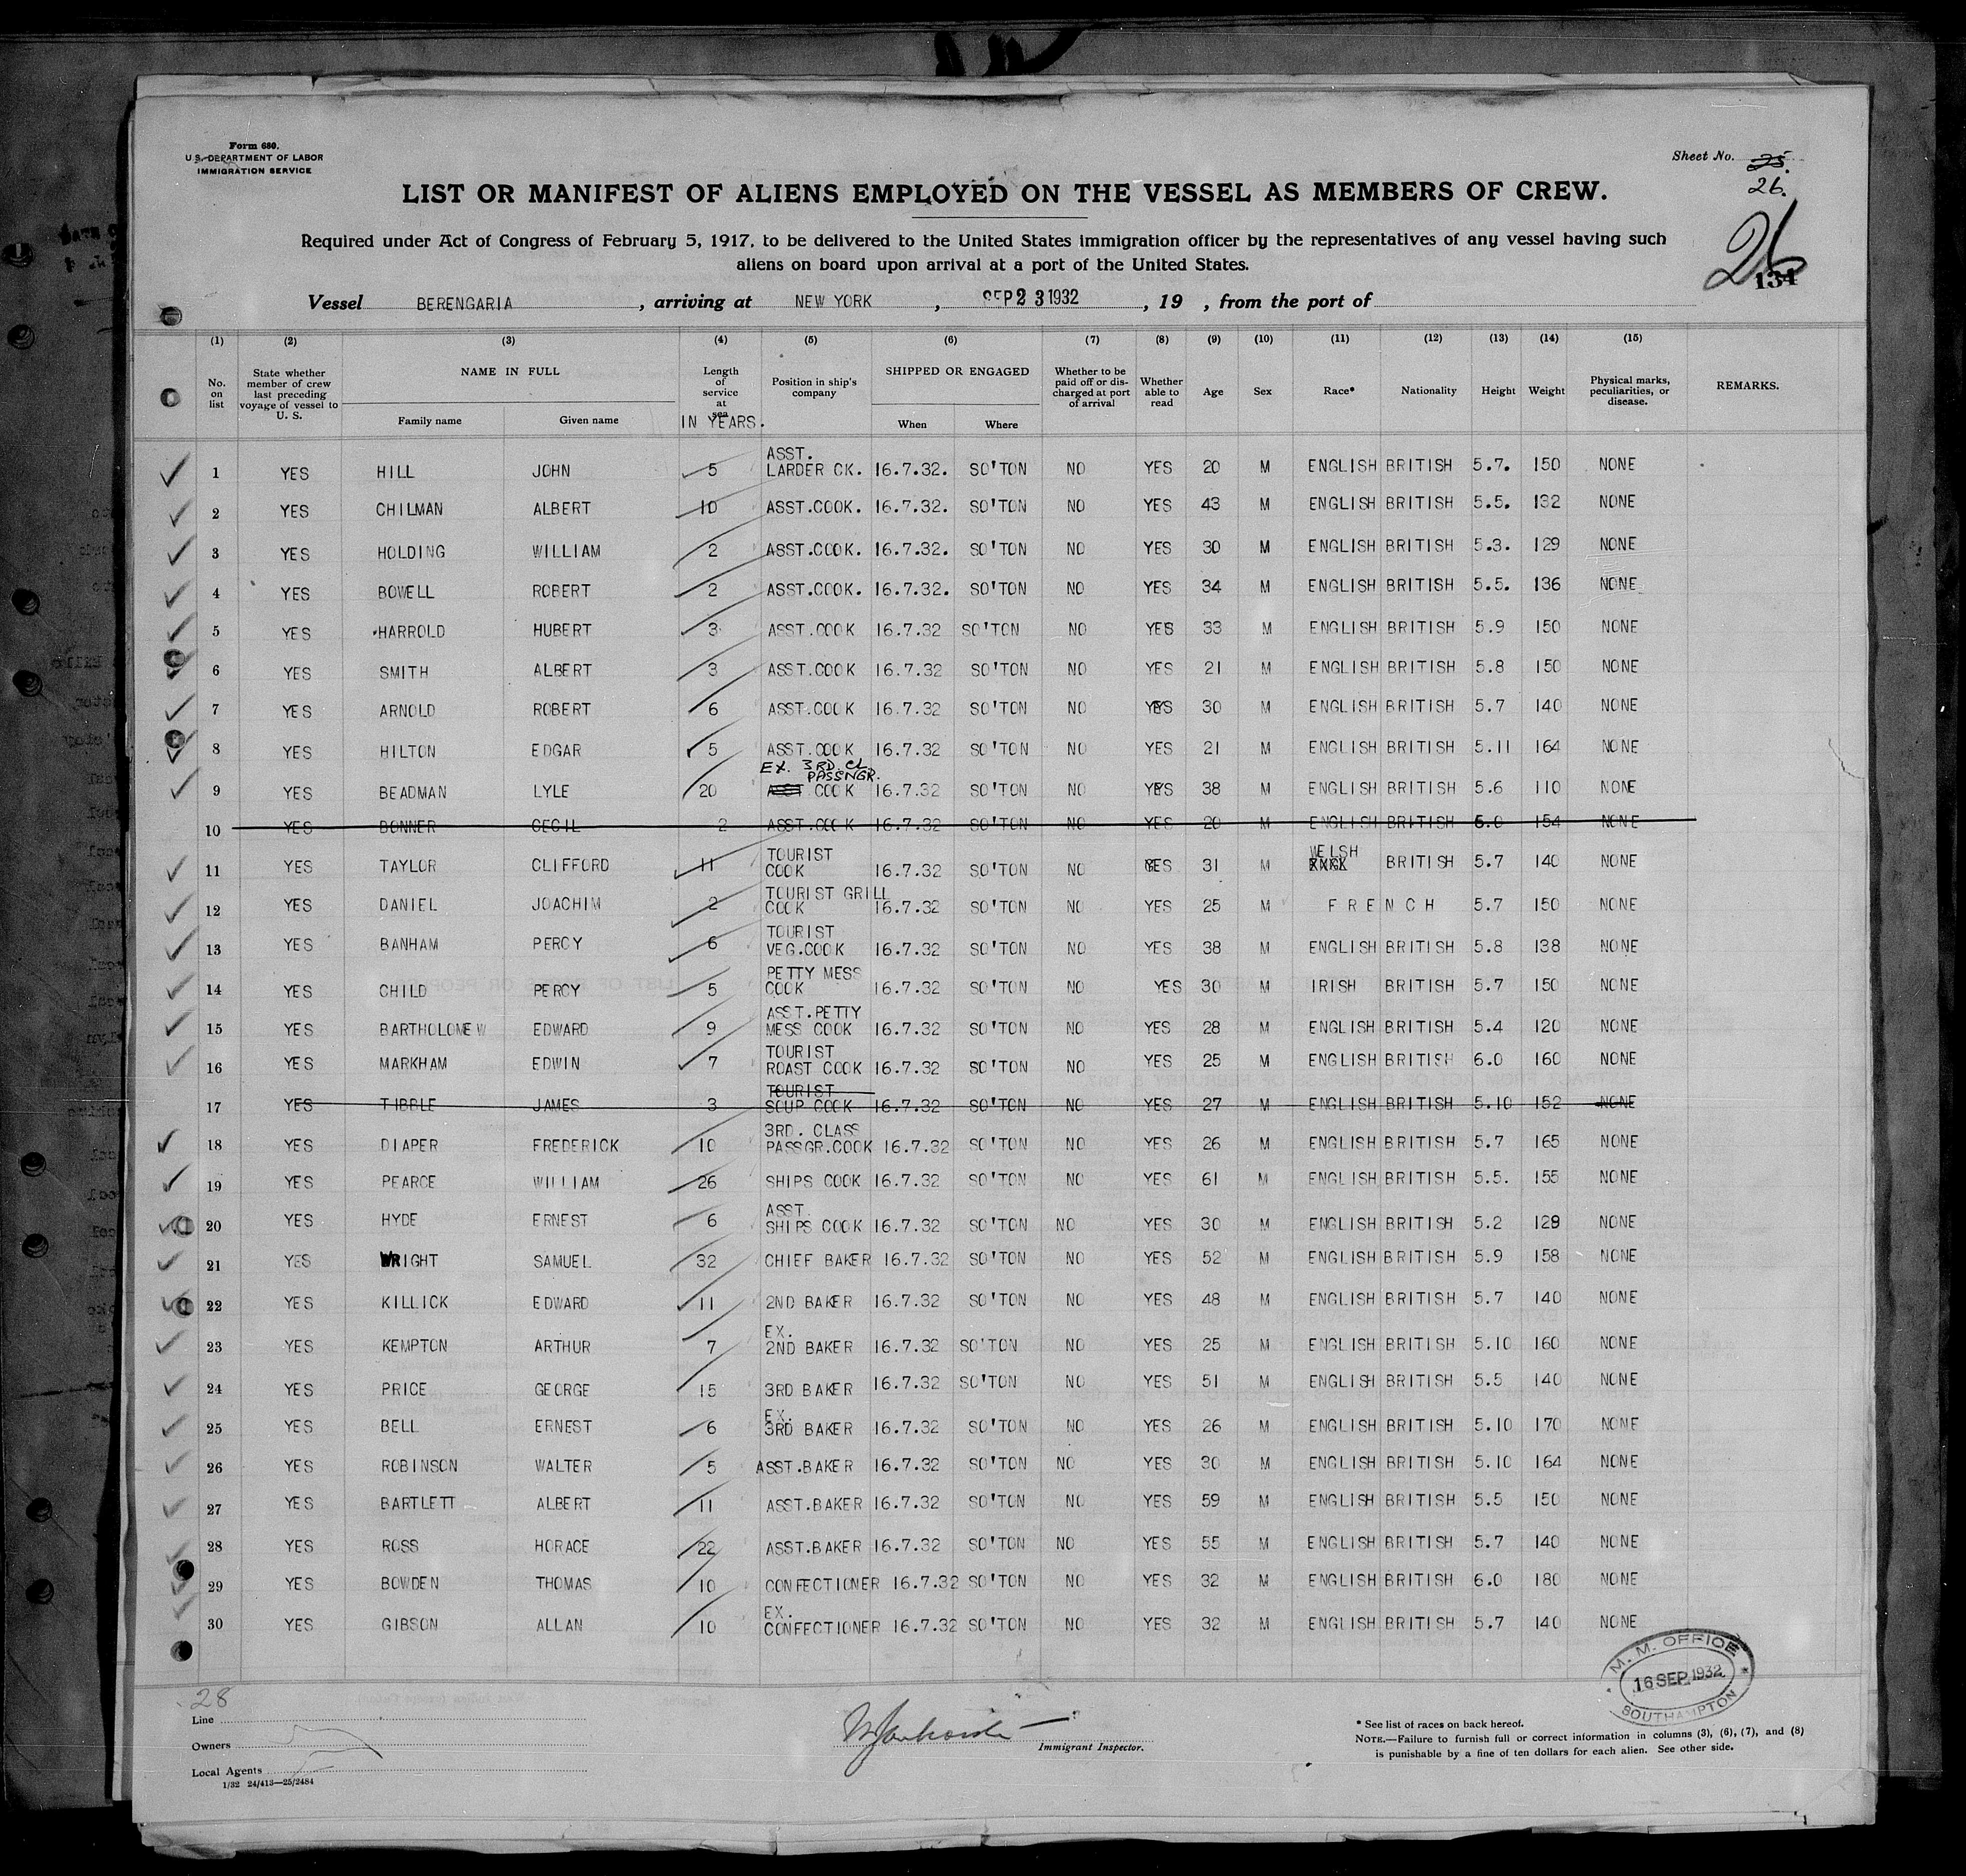 Form 680.
U.S. DEPARTMENT OF LABOR
IMMIGRATION SERVICE
Sheet No. 25.
26.
26
134
LIST OR MANIFEST OF ALIENS EMPLOYED ON THE VESSEL AS MEMBERS OF CREW.
Required under Act of Congress of February 5, 1917, to be delivered to the United States immigration officer by the representatives of any vessel having such
aliens on board upon arrival at a port of the United States.
Vessel BERENGARIA, arriving at NEW YORK, SEP 23 1932, 19 , from the port of
(1) (2) (3) (4) (5) (6) (7) (8) (9) (10) (11) (12) (13) (14) (15)
No. on list State whether member of crew last preceding voyage of vessel to U. S. NAME IN FULL Family name Given name Length of service at sea IN YEARS. Position in ship's company SHIPPED OR ENGAGED When Where Whether to be paid off or discharged at port of arrival Whether able to read Age Sex Race* Nationality Height Weight Physical marks, peculiarities, or disease. REMARKS.
1 YES HILL JOHN 5 ASST. LARDER CK. 16.7.32. SO'TON NO YES 20 M ENGLISH BRITISH 5.7. 150 NONE
2 YES CHILMAN ALBERT 10 ASST.COOK. 16.7.32. SO'TON NO YES 43 M ENGLISH BRITISH 5.5. 132 NONE
3 YES HOLDING WILLIAM 2 ASST.COOK. 16.7.32. SO'TON NO YES 30 M ENGLISH BRITISH 5.3. 129 NONE
4 YES BOWELL ROBERT 2 ASST.COOK. 16.7.32. SO'TON NO YES 34 M ENGLISH BRITISH 5.5. 136 NONE
5 YES HARROLD HUBERT 3 ASST.COOK 16.7.32 SO'TON NO YES 33 M ENGLISH BRITISH 5.9 150 NONE
6 YES SMITH ALBERT 3 ASST.COOK 16.7.32 SO'TON NO YES 21 M ENGLISH BRITISH 5.8 150 NONE
7 YES ARNOLD ROBERT 6 ASST.COOK 16.7.32 SO'TON NO YES 30 M ENGLISH BRITISH 5.7 140 NONE
8 YES HILTON EDGAR 5 ASST.COOK 16.7.32 SO'TON NO YES 21 M ENGLISH BRITISH 5.11 164 NONE
9 YES BEADMAN LYLE 20 EX. 3RD. CL. PASSNGR. ASST COOK 16.7.32 SO'TON NO YES 38 M ENGLISH BRITISH 5.6 110 NONE
10 YES BONNER CECIL 2 ASST.COOK 16.7.32 SO'TON NO YES 20 M ENGLISH BRITISH 6.0 154 NONE
11 YES TAYLOR CLIFFORD 11 TOURIST COOK 16.7.32 SO'TON NO YES 31 M WELSH BRITISH 5.7 140 NONE
12 YES DANIEL JOACHIM 2 TOURIST GRILL COOK 16.7.32 SO'TON NO YES 25 M FRENCH 5.7 150 NONE
13 YES BANHAM PERCY 6 TOURIST VEG.COOK 16.7.32 SO'TON NO YES 38 M ENGLISH BRITISH 5.8 138 NONE
14 YES CHILD PERCY 5 PETTY MESS COOK 16.7.32 SO'TON NO YES 30 M IRISH BRITISH 5.7 150 NONE
15 YES BARTHOLOMEW EDWARD 9 ASST.PETTY MESS COOK 16.7.32 SO'TON NO YES 28 M ENGLISH BRITISH 5.4 120 NONE
16 YES MARKHAM EDWIN 7 TOURIST ROAST COOK 16.7.32 SO'TON NO YES 25 M ENGLISH BRITISH 6.0 160 NONE
17 YES TIBBLE JAMES 3 TOURIST SOUP COOK 16.7.32 SO'TON NO YES 27 M ENGLISH BRITISH 5.10 152 NONE
18 YES DIAPER FREDERICK 10 3RD. CLASS PASSGR.COOK 16.7.32 SO'TON NO YES 26 M ENGLISH BRITISH 5.7 165 NONE
19 YES PEARCE WILLIAM 26 SHIPS COOK 16.7.32 SO'TON NO YES 61 M ENGLISH BRITISH 5.5. 155 NONE
20 YES HYDE ERNEST 6 ASST. SHIPS COOK 16.7.32 SO'TON NO YES 30 M ENGLISH BRITISH 5.2 128 NONE
21 YES WRIGHT SAMUEL 32 CHIEF BAKER 16.7.32 SO'TON NO YES 52 M ENGLISH BRITISH 5.9 158 NONE
22 YES KILLICK EDWARD 11 2ND BAKER 16.7.32 SO'TON NO YES 48 M ENGLISH BRITISH 5.7 140 NONE
23 YES KEMPTON ARTHUR 7 EX. 2ND BAKER 16.7.32 SO'TON NO YES 25 M ENGLISH BRITISH 5.10 160 NONE
24 YES PRICE GEORGE 15 3RD BAKER 16.7.32 SO'TON NO YES 51 M ENGLISH BRITISH 5.5 140 NONE
25 YES BELL ERNEST 6 EX. 3RD BAKER 16.7.32 SO'TON NO YES 26 M ENGLISH BRITISH 5.10 170 NONE
26 YES ROBINSON WALTER 5 ASST.BAKER 16.7.32 SO'TON NO YES 30 M ENGLISH BRITISH 5.10 164 NONE
27 YES BARTLETT ALBERT 11 ASST.BAKER 16.7.32 SO'TON NO YES 59 M ENGLISH BRITISH 5.5 150 NONE
28 YES ROSS HORACE 22 ASST.BAKER 16.7.32 SO'TON NO YES 55 M ENGLISH BRITISH 5.7 140 NONE
29 YES BOWDEN THOMAS 10 CONFECTIONER 16.7.32 SO'TON NO YES 32 M ENGLISH BRITISH 6.0 180 NONE
30 YES GIBSON ALLAN 10 EX. CONFECTIONER 16.7.32 SO'TON NO YES 32 M ENGLISH BRITISH 5.7 140 NONE
M. M. OFFICE
16 SEP 1932
SOUTHAMPTON
28
Line
Owners
Local Agents
1/32 24/413—25/2484
Immigrant Inspector.
* See list of races on back hereof.
NOTE.—Failure to furnish full or correct information in columns (3), (6), (7), and (8)
is punishable by a fine of ten dollars for each alien. See other side.